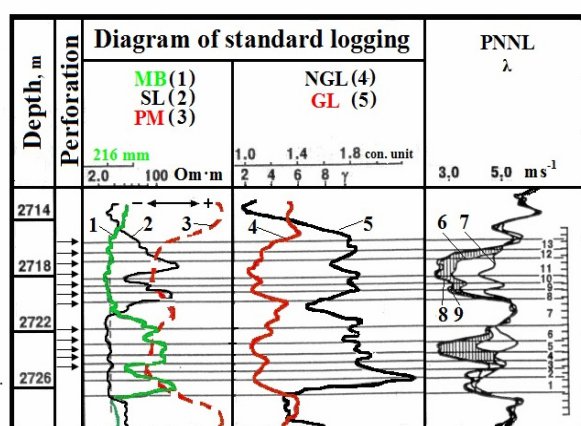 Depth, m
Perforation
Diagram of standard logging
MB (1)
SL (2)
PM (3)
216 mm
2.0 100 Om·m
NGL (4)
GL (5)
1.0 1.4 1.8 con. unit
2 4 6 8 γ
PNNL
λ
3,0 5,0 ms-1
2714
2718
2722
2726
- +
1 2 3
4 5
6 7
8 9
13
12
11
10
9
8
7
6
5
4
3
2
1